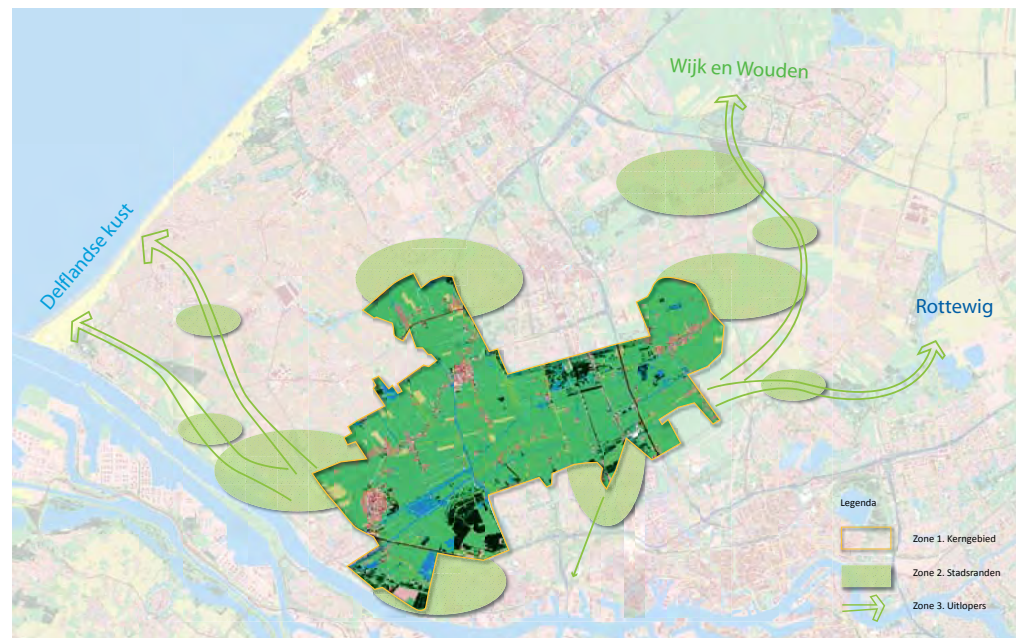 Wijk en Wouden
Delflandse kust
Rottewig
Legenda
Zone 1. Kerngebied
Zone 2. Stadsranden
Zone 3. Uitlopers